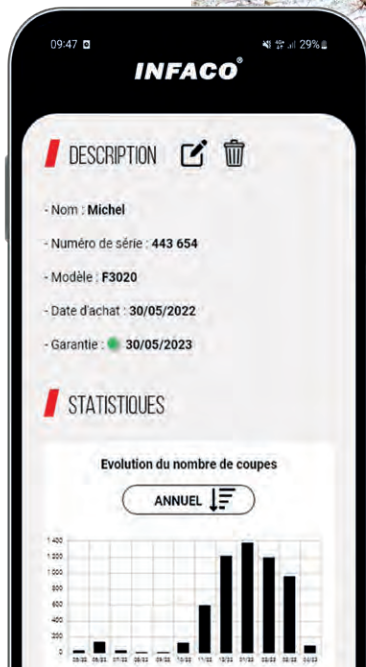 09:47
29%
INFACO®
DESCRIPTION
- Nom : Michel
- Numéro de série : 443 654
- Modèle : F3020
- Date d'achat : 30/05/2022
- Garantie : 30/05/2023
STATISTIQUES
Evolution du nombre de coupes
ANNUEL
1 400
1 200
1 000
800
600
400
200
0